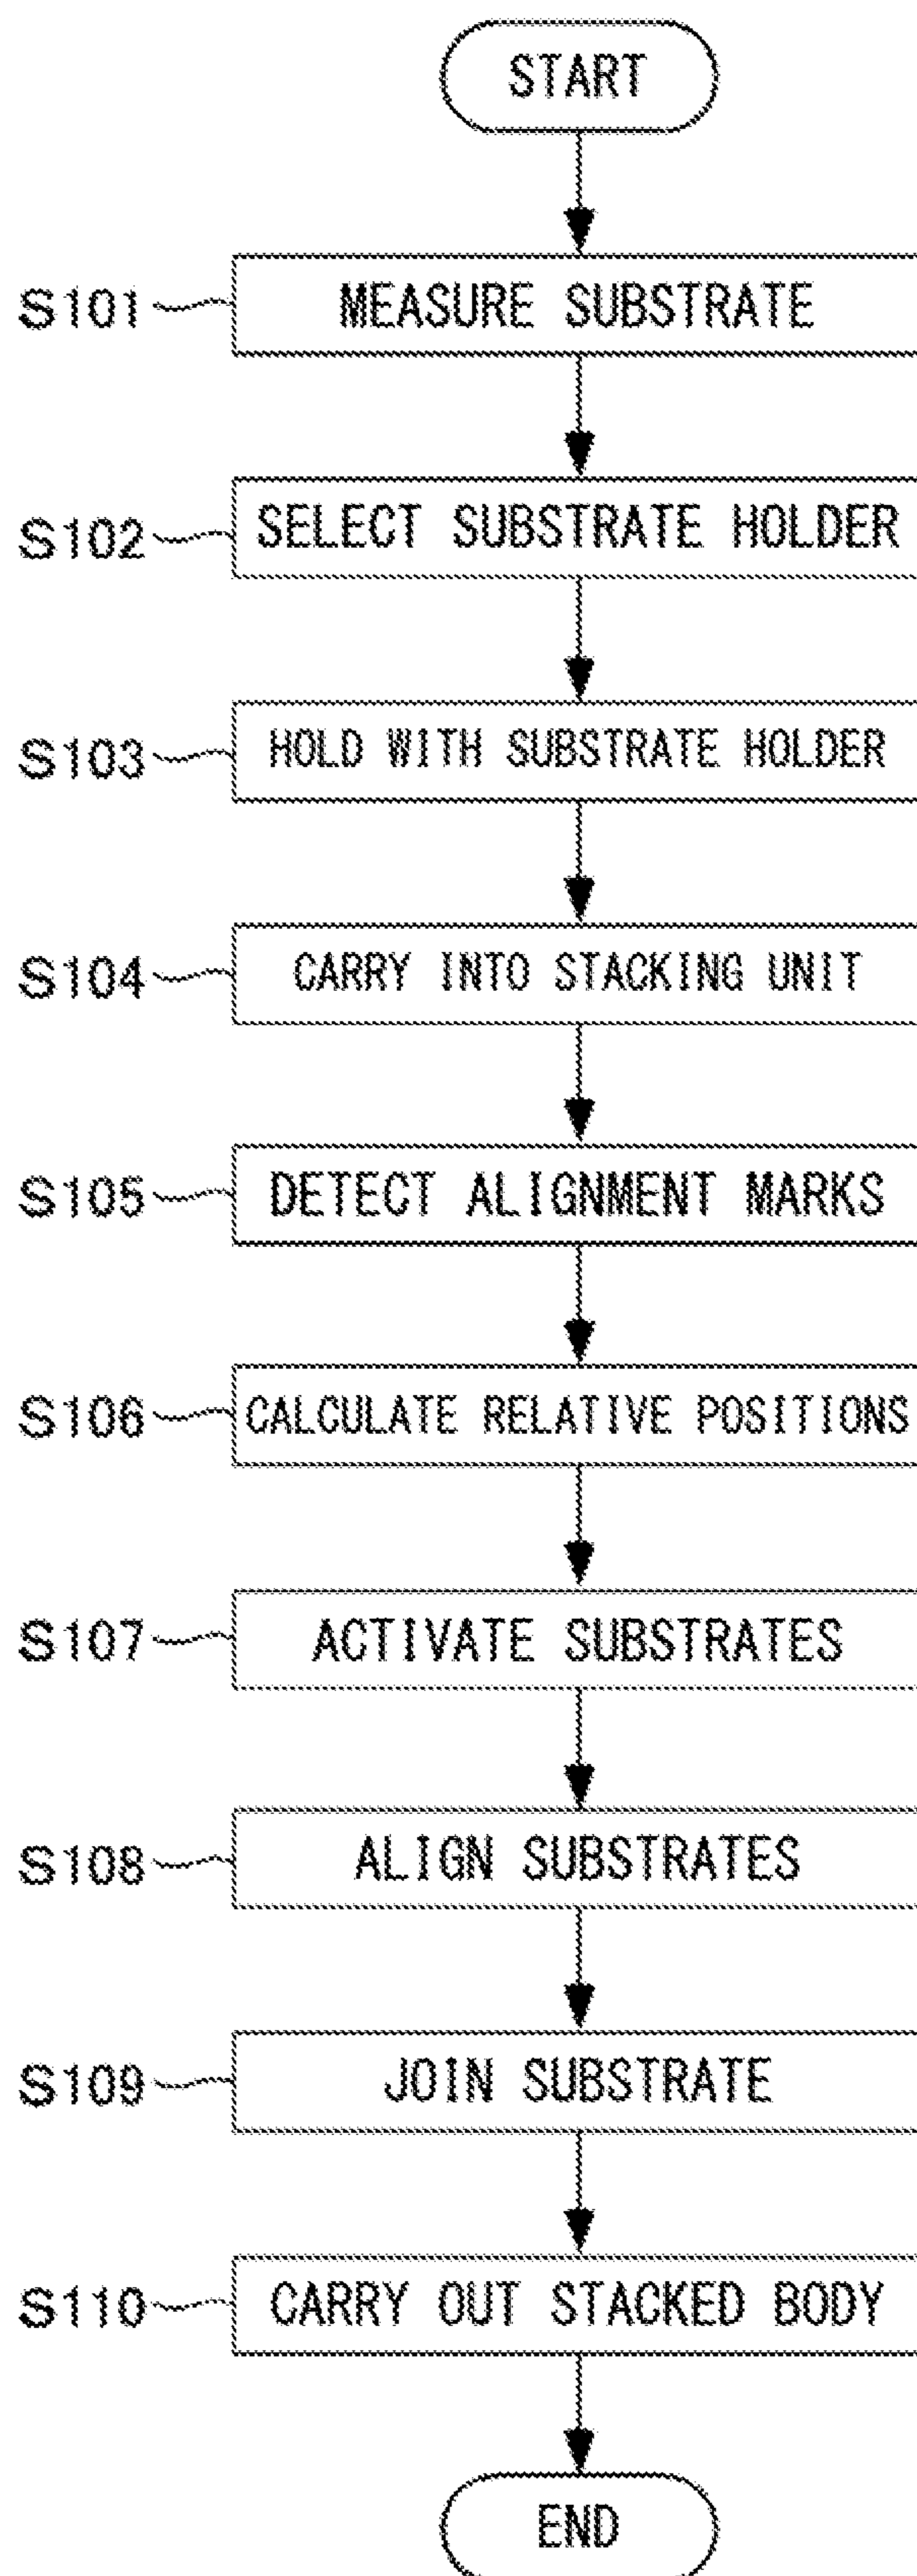 START
S101 MEASURE SUBSTRATE
S102 SELECT SUBSTRATE HOLDER
S103 HOLD WITH SUBSTRATE HOLDER
S104 CARRY INTO STACKING UNIT
S105 DETECT ALIGNMENT MARKS
S106 CALCULATE RELATIVE POSITIONS
S107 ACTIVATE SUBSTRATES
S108 ALIGN SUBSTRATES
S109 JOIN SUBSTRATE
S110 CARRY OUT STACKED BODY
END